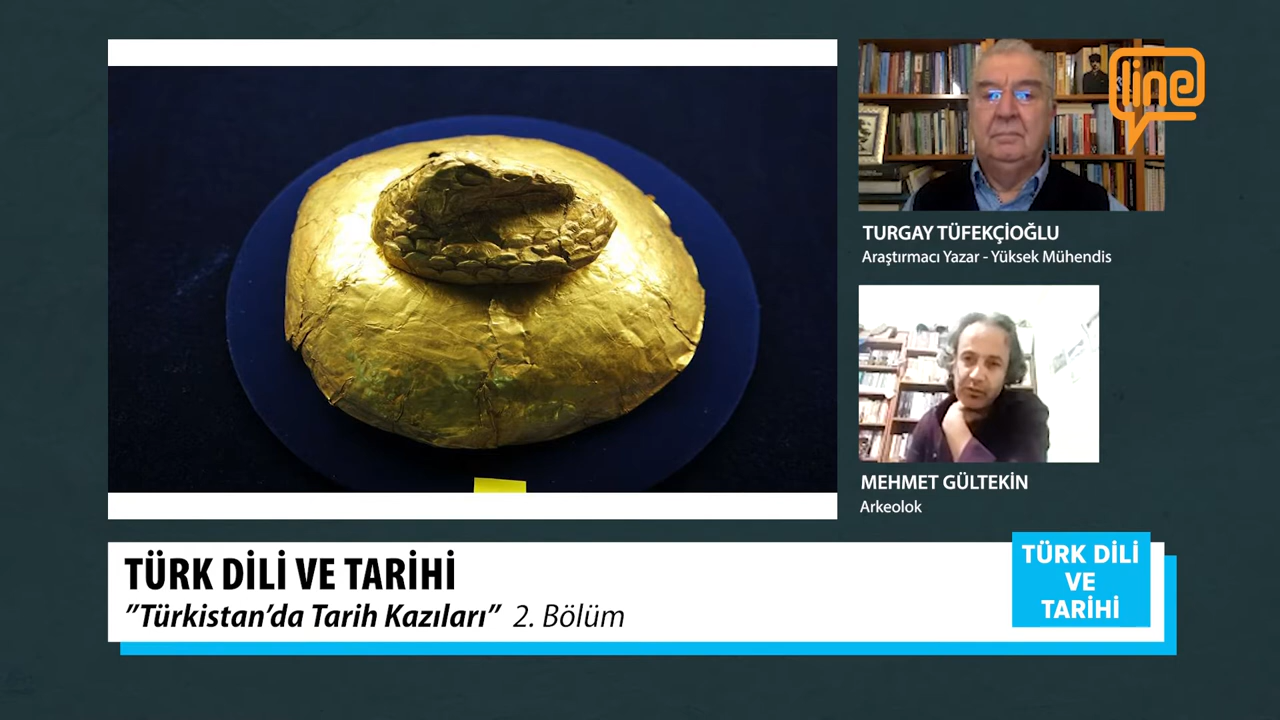 line
TURGAY TÜFEKÇİOĞLU
Araştırmacı Yazar - Yüksek Mühendis
MEHMET GÜLTEKİN
Arkeolok
TÜRK DİLİ VE TARİHİ
”Türkistan’da Tarih Kazıları” 2. Bölüm
TÜRK DİLİ
VE
TARİHİ